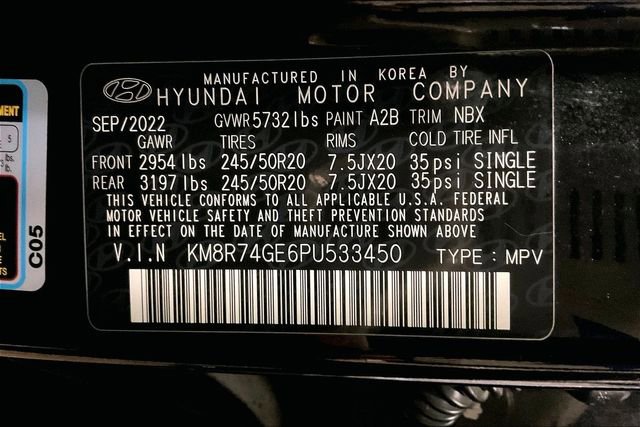 MANUFACTURED IN KOREA BY
HYUNDAI MOTOR COMPANY
SEP/2022 GVWR 5732 lbs PAINT A2B TRIM NBX
GAWR TIRES RIMS COLD TIRE INFL
FRONT 2954 lbs 245/50R20 7.5JX20 35psi SINGLE
REAR 3197 lbs 245/50R20 7.5JX20 35psi SINGLE
THIS VEHICLE CONFORMS TO ALL APPLICABLE U.S.A. FEDERAL
MOTOR VEHICLE SAFETY AND THEFT PREVENTION STANDARDS
IN EFFECT ON THE DATE OF MANUFACTURE SHOWN ABOVE
V.I.N KM8R74GE6PU533450 TYPE : MPV
C05
5
lbs.